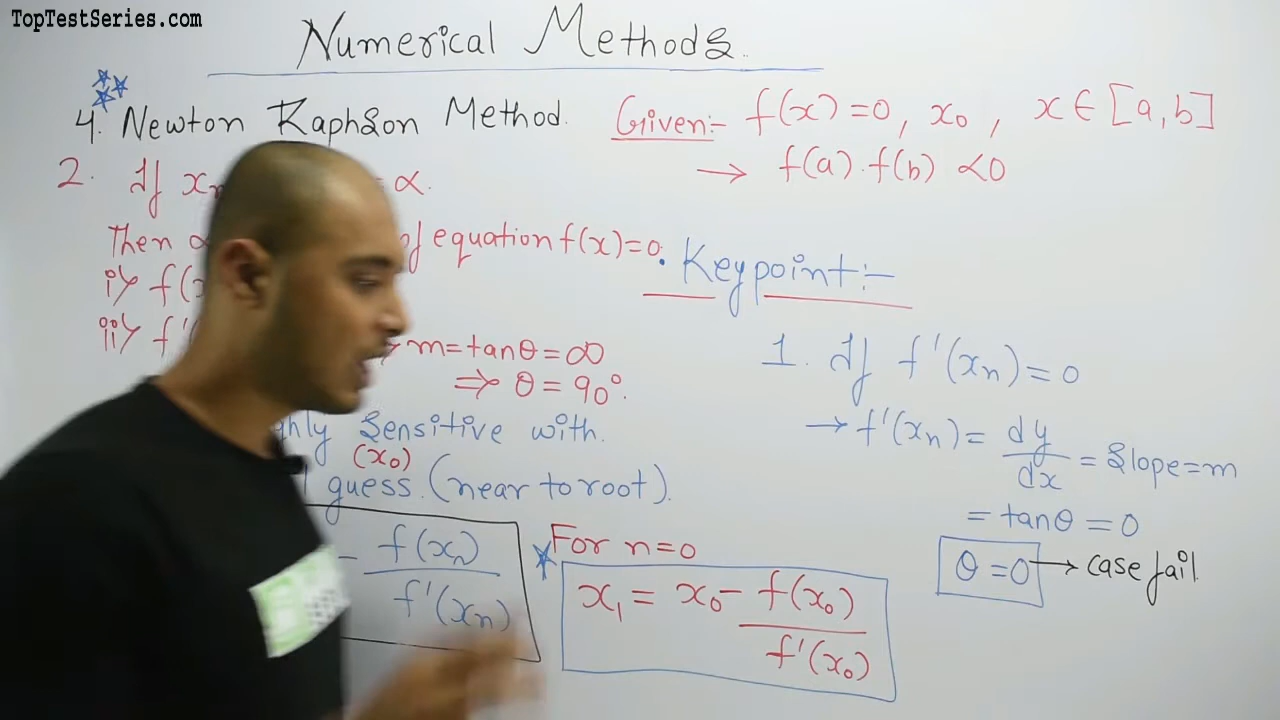 TopTestSeries.com
Numerical Methods.
4. Newton Raphson Method.
Given:- f(x)=0, x₀, x∈[a,b]
→ f(a).f(b) <0
2. If xₙ = α.
Then of equation f(x)=0.
i> f(x
ii> f' → m=tanθ=∞
⇒ θ=90°.
Sensitive with.
(x₀)
guess. (near to root).
- f(xₙ)
f'(xₙ)
Keypoint:-
1. If f'(xₙ)=0
→ f'(xₙ)= dy/dx = Slope=m
= tanθ = 0
θ=0 → case fail
For n=0
x₁= x₀- f(x₀)
f'(x₀)